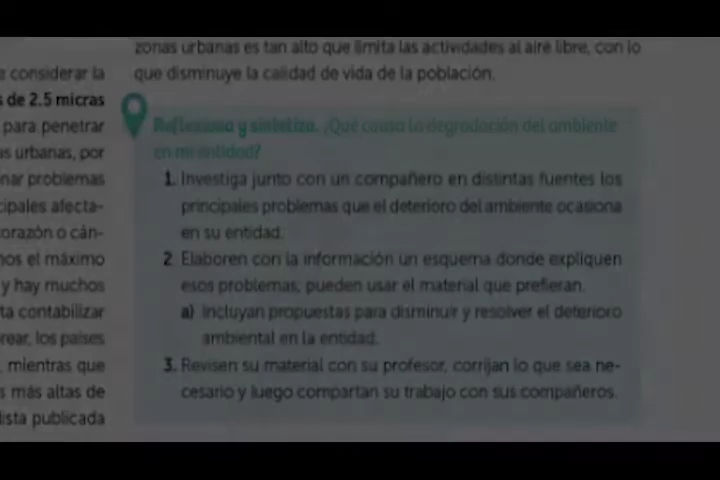 zonas urbanas es tan alto que limita las actividades al aire libre, con lo
que disminuye la calidad de vida de la población.
considerar la
de 2.5 micras
para penetrar
as urbanas, por
nar problemas
cipales afecta-
orazón o cán-
nos el máximo
y hay muchos
ta contabilizar
rear, los países
, mientras que
s más altas de
lista publicada
Reflexiona y sintetiza. ¿Qué causa la degradación del ambiente
en mi entidad?
1. Investiga junto con un compañero en distintas fuentes los
principales problemas que el deterioro del ambiente ocasiona
en su entidad.
2. Elaboren con la información un esquema donde expliquen
esos problemas, pueden usar el material que prefieran.
a) Incluyan propuestas para disminuir y resolver el deterioro
ambiental en la entidad.
3. Revisen su material con su profesor, corrijan lo que sea ne-
cesario y luego compartan su trabajo con sus compañeros.